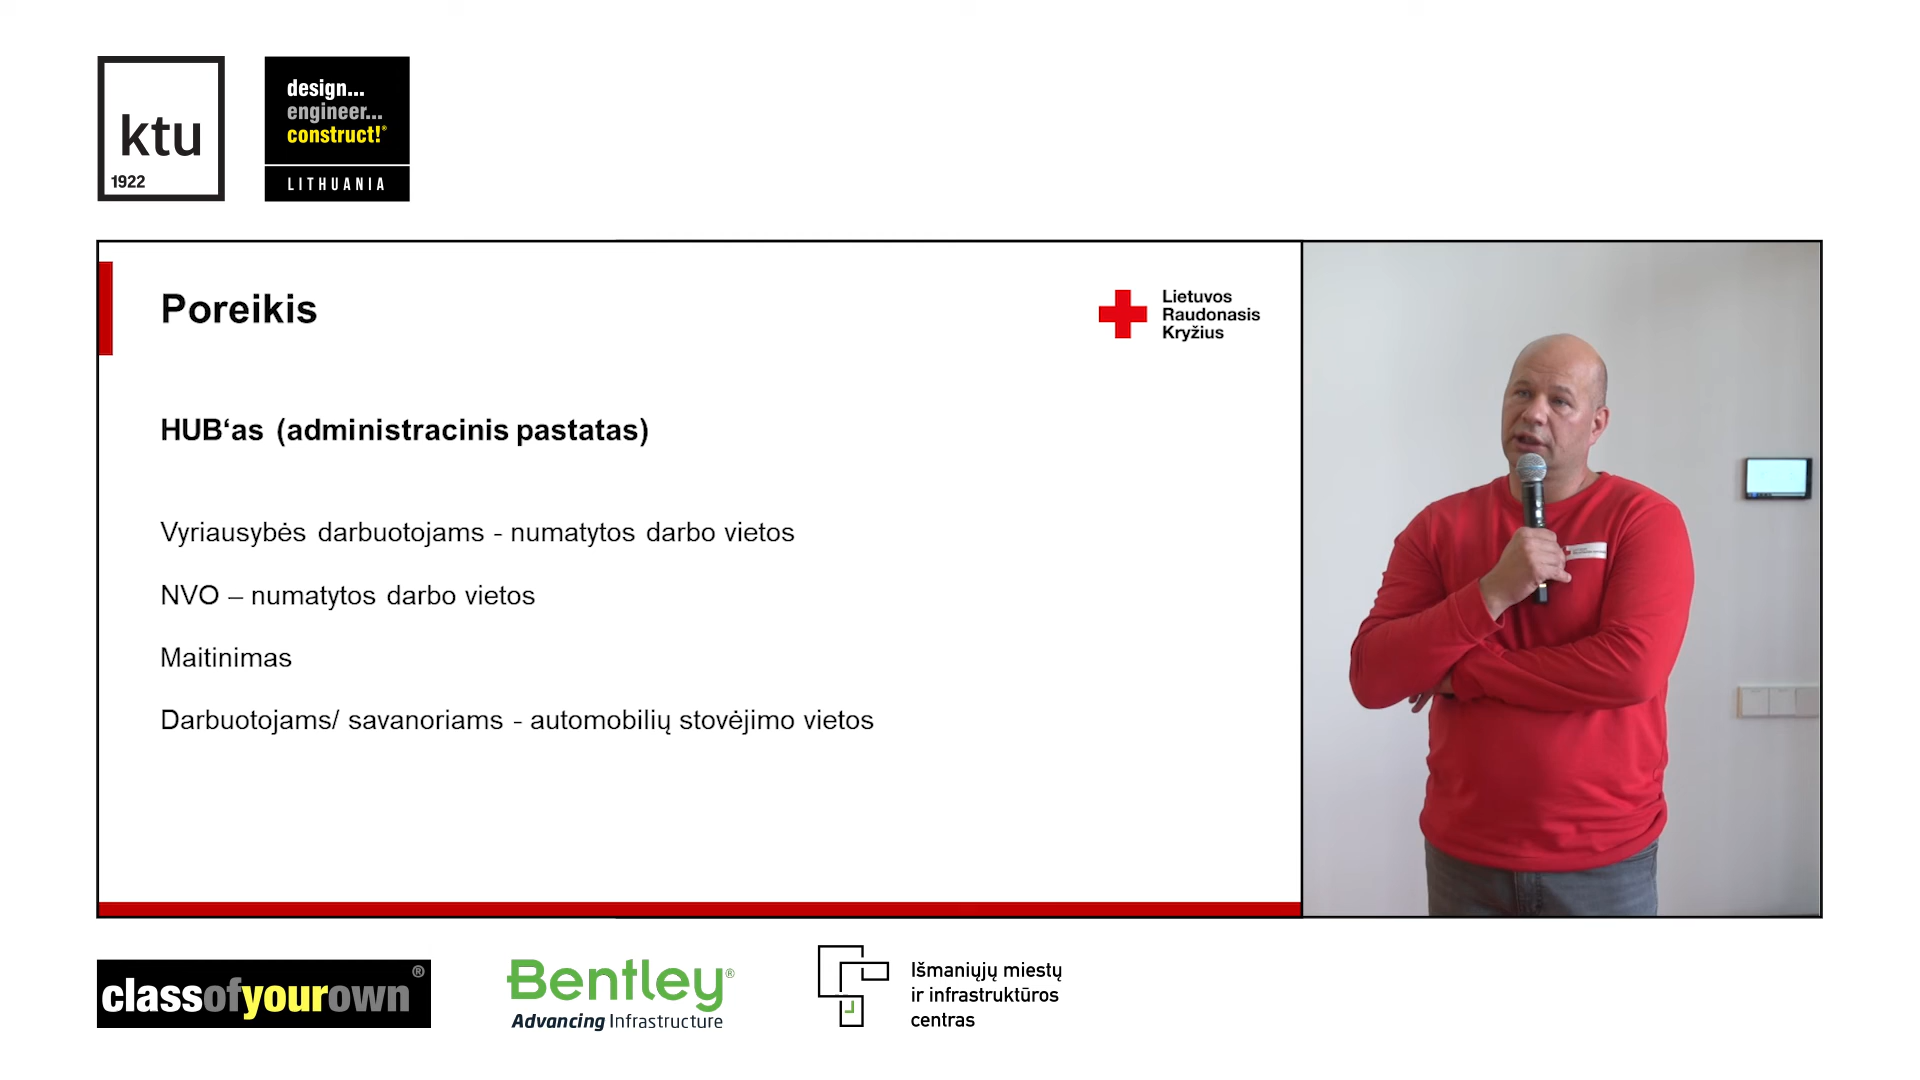 ktu
1922
design...
engineer...
construct!®
LITHUANIA
Poreikis
Lietuvos
Raudonasis
Kryžius
HUB‘as (administracinis pastatas)
Vyriausybės darbuotojams - numatytos darbo vietos
NVO – numatytos darbo vietos
Maitinimas
Darbuotojams/ savanoriams - automobilių stovėjimo vietos
classofyourown®
Bentley®
Advancing Infrastructure
Išmaniųjų miestų
ir infrastruktūros
centras